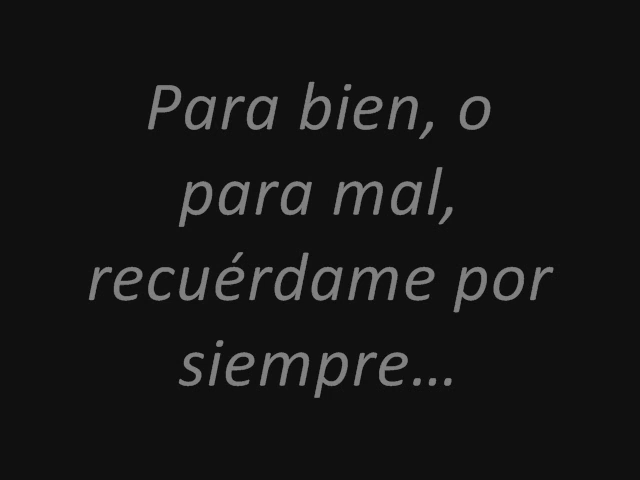 Para bien, o
para mal,
recuérdame por
siempre...